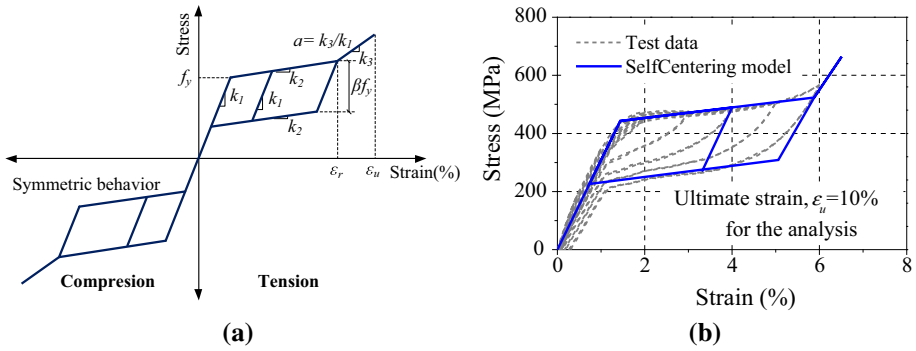 Stress
a= k3/k1
k3
k2
fy
k1
k1
βfy
k2
εr
εu
Strain(%)
Symmetric behavior
Compresion
Tension
(a)
800
600
400
200
0
Stress (MPa)
Test data
SelfCentering model
Ultimate strain, εu=10%
for the analysis
0 2 4 6 8
Strain (%)
(b)